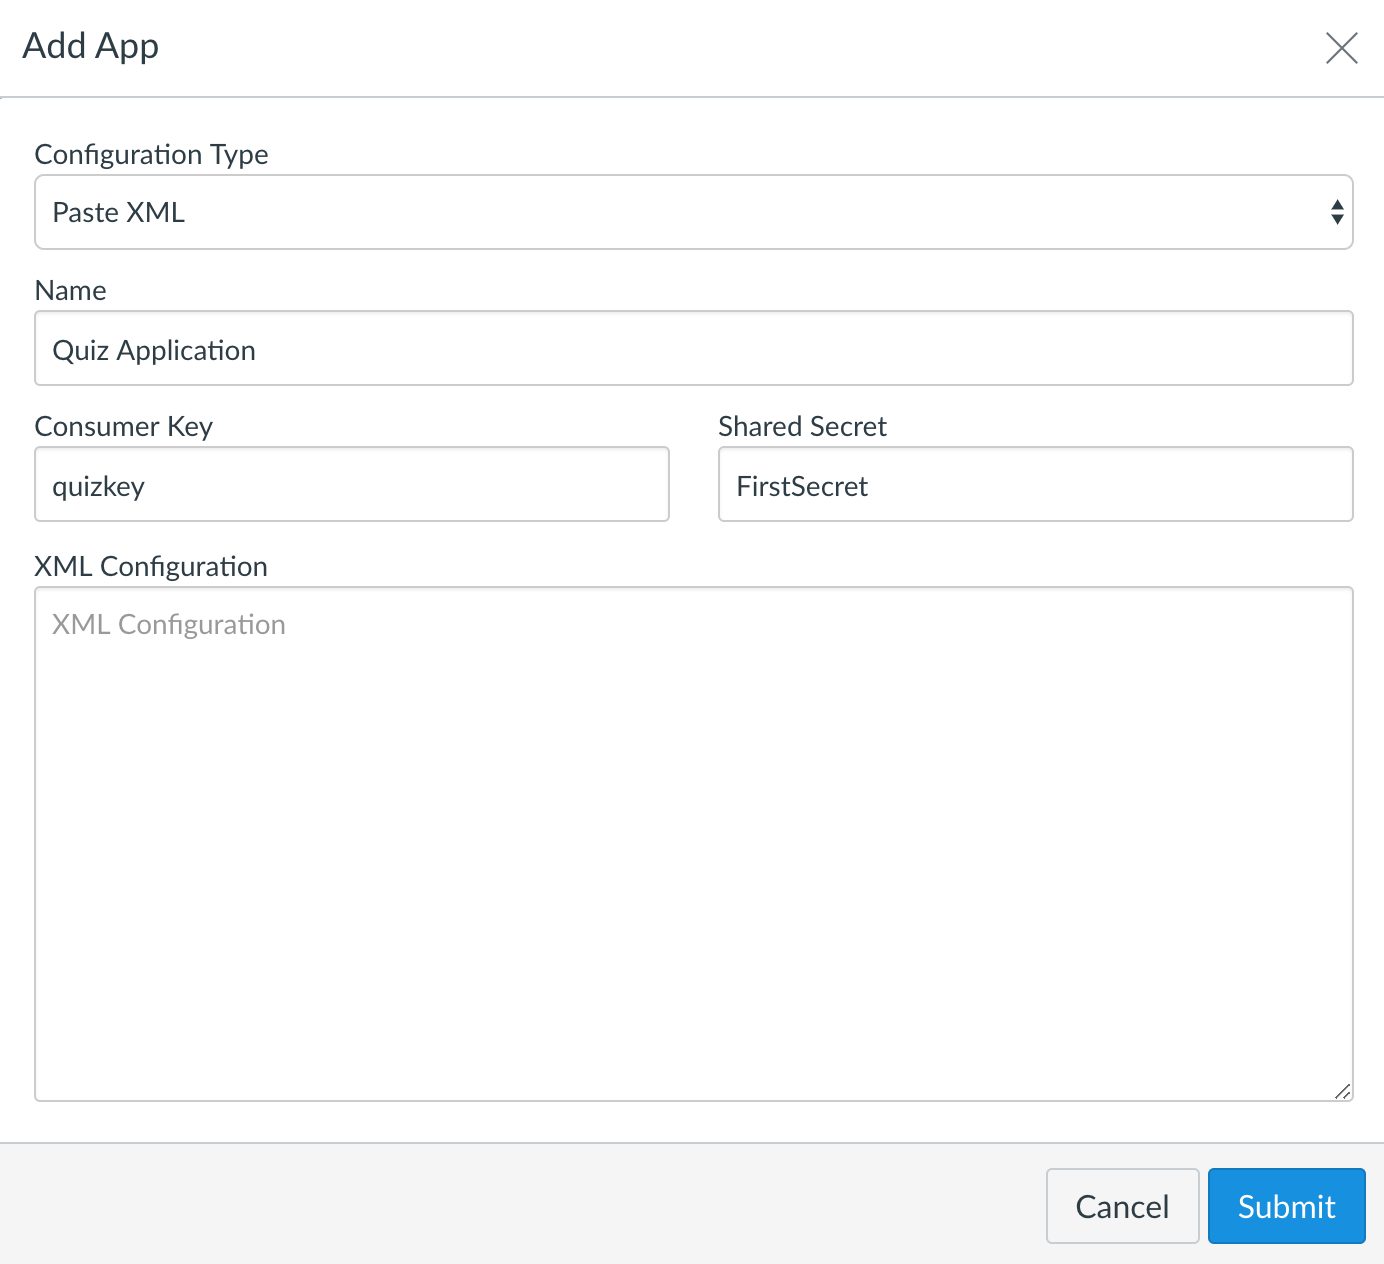 Add App
Configuration Type
Paste XML
Name
Quiz Application
Consumer Key
Shared Secret
quizkey
FirstSecret
XML Configuration
XML Configuration
Cancel
Submit